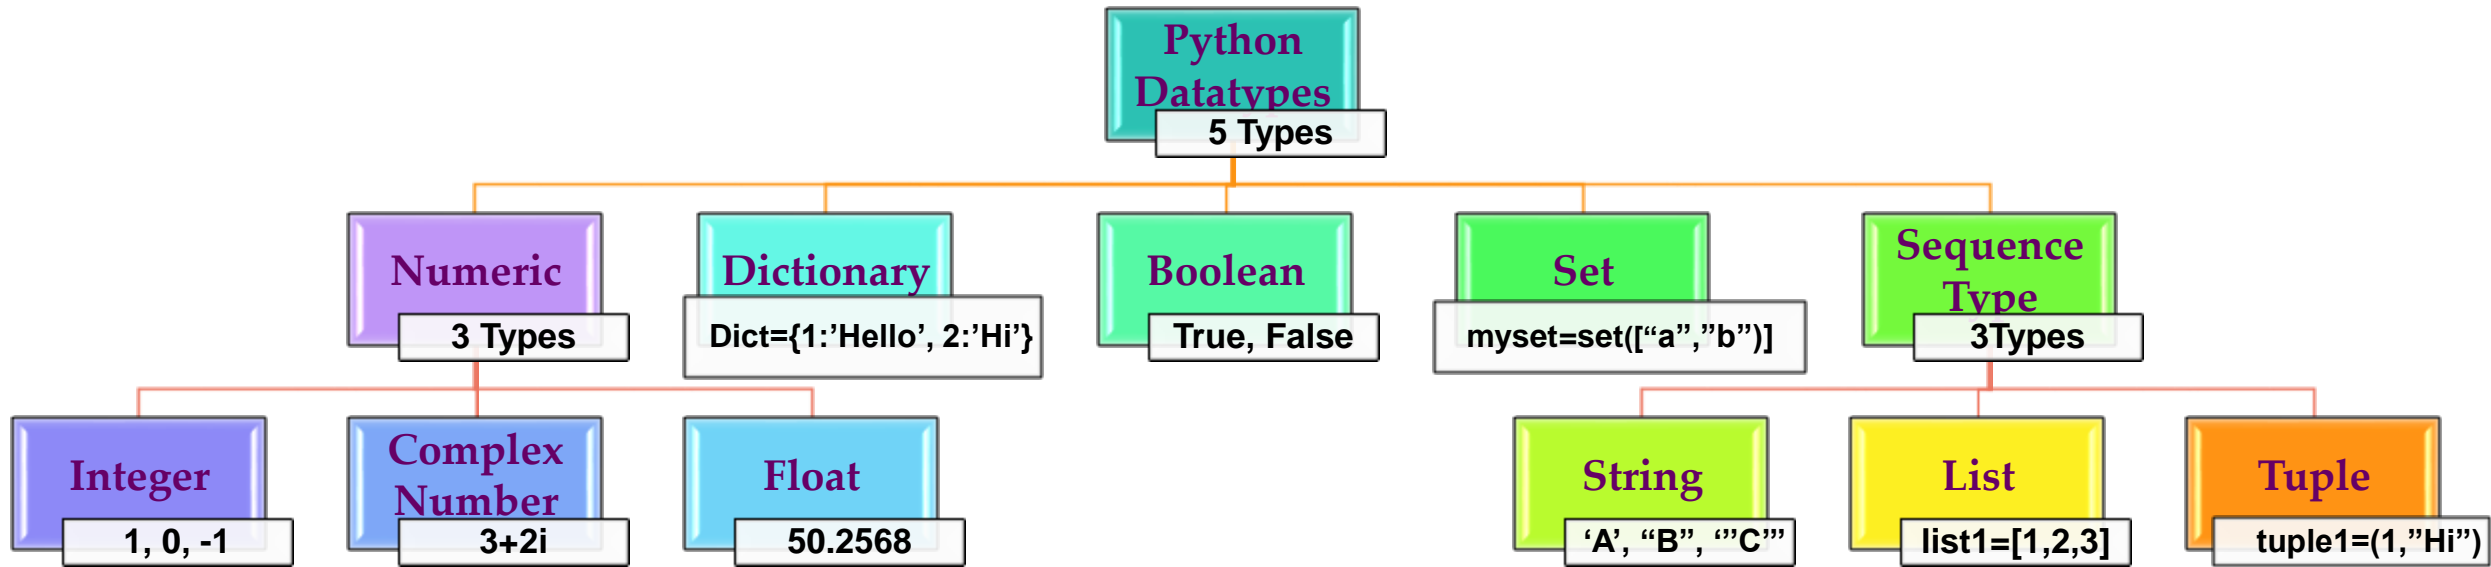 Python
Datatypes
5 Types
Numeric
3 Types
Dictionary
Dict={1:’Hello’, 2:’Hi’}
Boolean
True, False
Set
myset=set([“a”,”b”)]
Sequence
Type
3Types
Integer
1, 0, -1
Complex
Number
3+2i
Float
50.2568
String
‘A’, “B”, ‘”C”’
List
list1=[1,2,3]
Tuple
tuple1=(1,”Hi”)